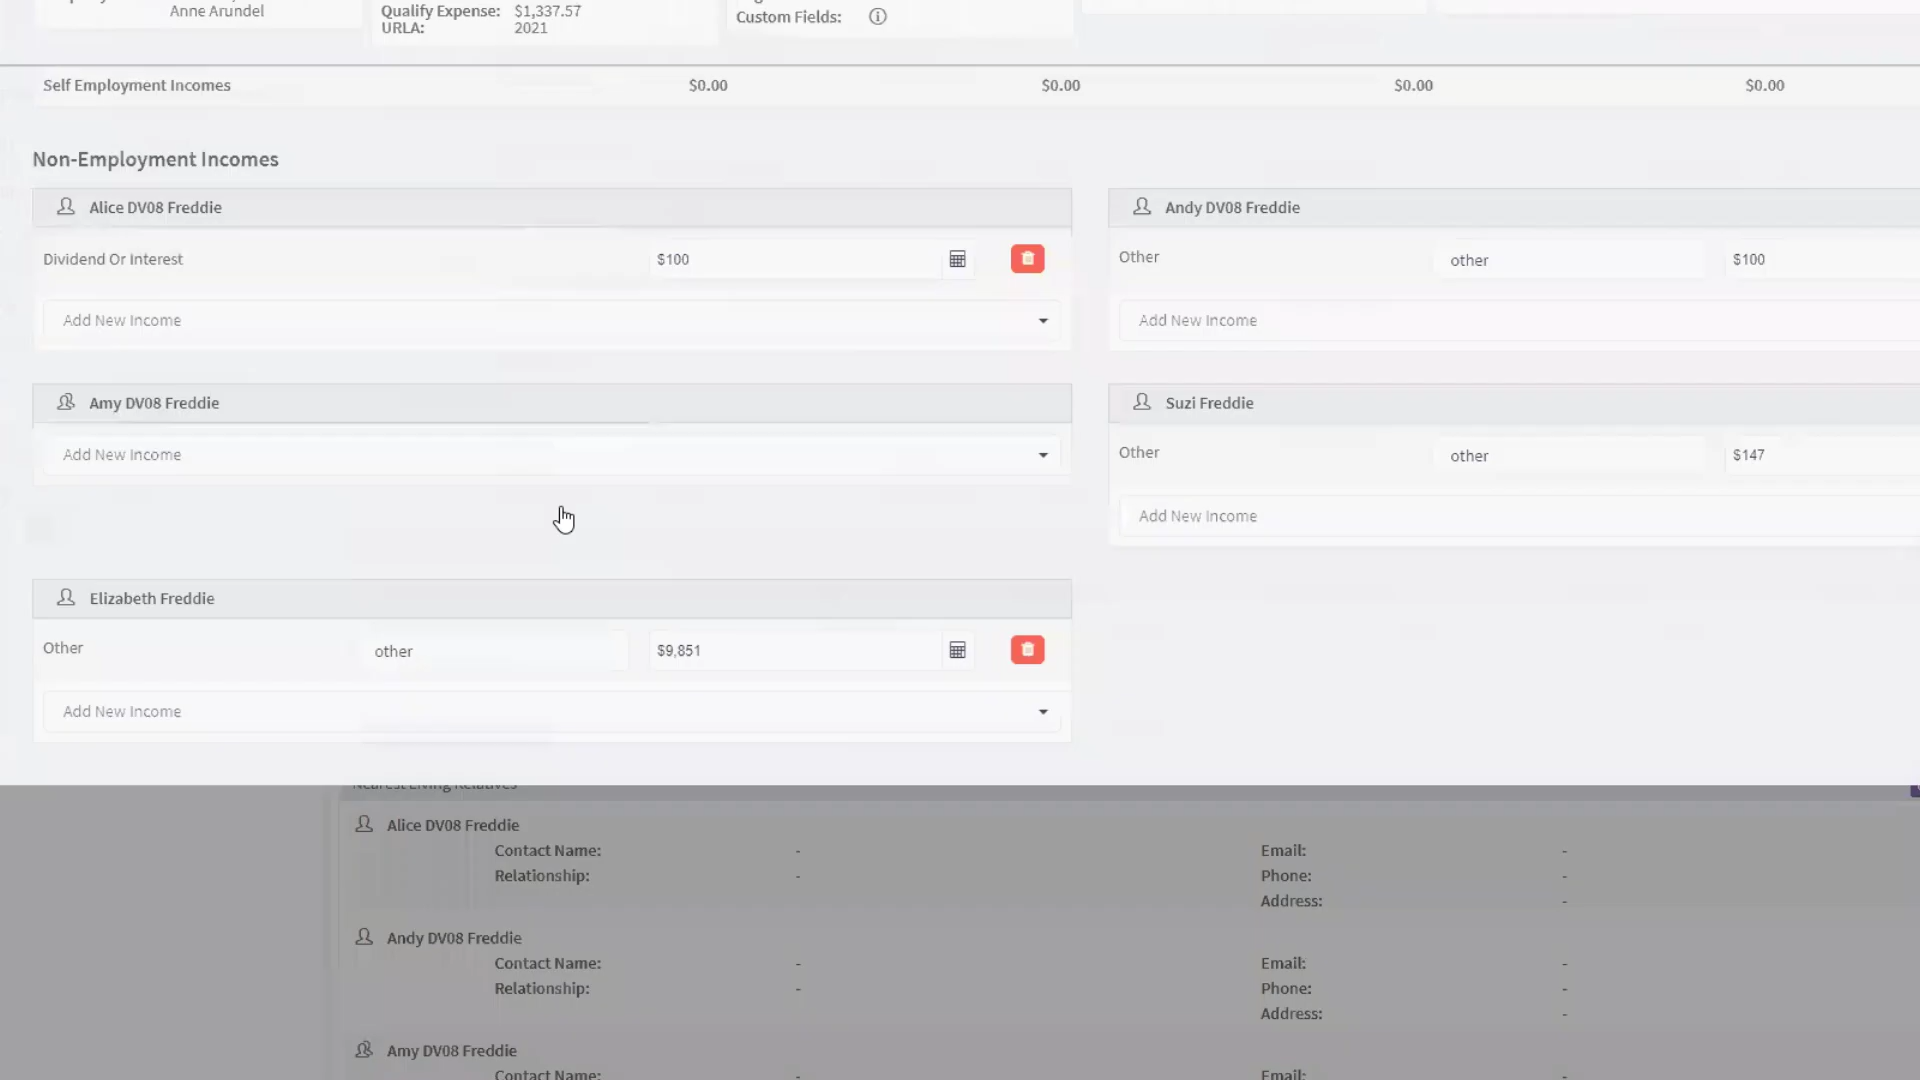 Anne Arundel
Qualify Expense: $1,337.57
URLA: 2021
Custom Fields:
Self Employment Incomes $0.00 $0.00 $0.00 $0.00
Non-Employment Incomes
Alice DV08 Freddie
Dividend Or Interest $100
Add New Income
Andy DV08 Freddie
Other other $100
Add New Income
Amy DV08 Freddie
Add New Income
Suzi Freddie
Other other $147
Add New Income
Elizabeth Freddie
Other other $9,851
Add New Income
Nearest Living Relatives
Alice DV08 Freddie
Contact Name: - Email: -
Relationship: - Phone: -
Address: -
Andy DV08 Freddie
Contact Name: - Email: -
Relationship: - Phone: -
Address: -
Amy DV08 Freddie
Contact Name: - Email: -